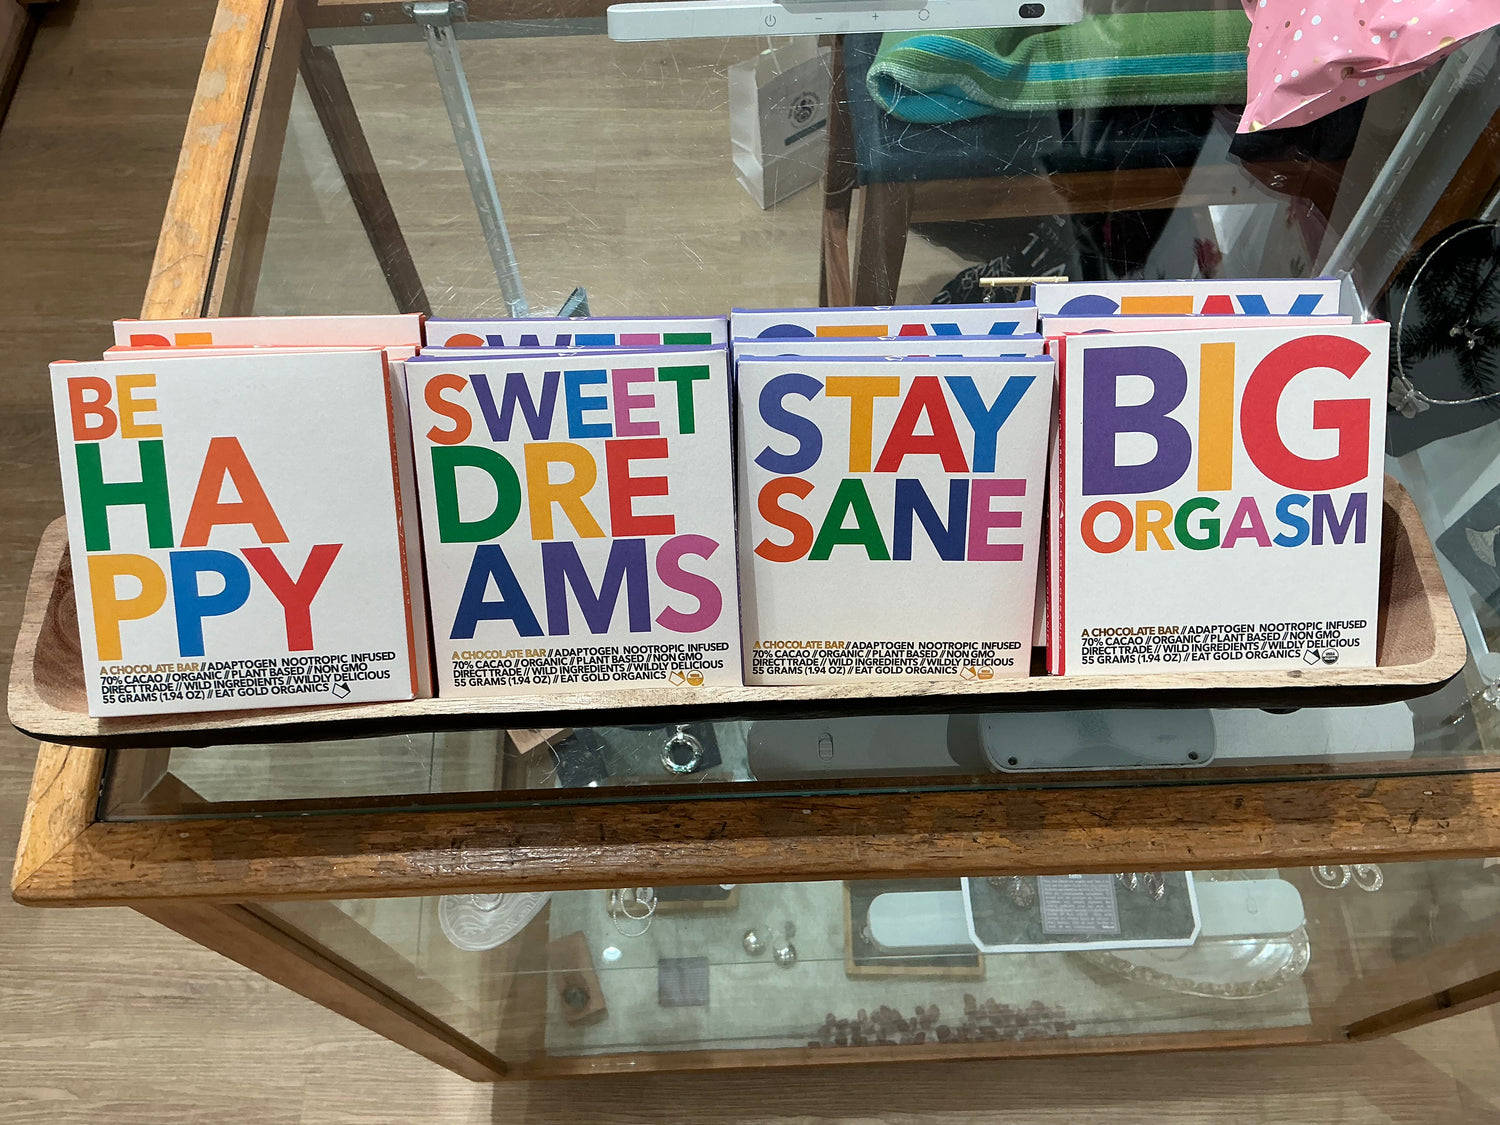 BE
BE
HA
PPY
A CHOCOLATE BAR // ADAPTOGEN NOOTROPIC INFUSED
70% CACAO // ORGANIC // PLANT BASED // NON GMO
DIRECT TRADE // WILD INGREDIENTS // WILDLY DELICIOUS
55 GRAMS (1.94 OZ) // EAT GOLD ORGANICS
SWEET
SWEET
DRE
AMS
A CHOCOLATE BAR // ADAPTOGEN NOOTROPIC INFUSED
70% CACAO // ORGANIC // PLANT BASED // NON GMO
DIRECT TRADE // WILD INGREDIENTS // WILDLY DELICIOUS
55 GRAMS (1.94 OZ) // EAT GOLD ORGANICS
STAY
STAY
SANE
A CHOCOLATE BAR // ADAPTOGEN NOOTROPIC INFUSED
70% CACAO // ORGANIC // PLANT BASED // NON GMO
DIRECT TRADE // WILD INGREDIENTS // WILDLY DELICIOUS
55 GRAMS (1.94 OZ) // EAT GOLD ORGANICS
STAY
BIG
ORGASM
A CHOCOLATE BAR // ADAPTOGEN NOOTROPIC INFUSED
70% CACAO // ORGANIC // PLANT BASED // NON GMO
DIRECT TRADE // WILD INGREDIENTS // WILDLY DELICIOUS
55 GRAMS (1.94 OZ) // EAT GOLD ORGANICS